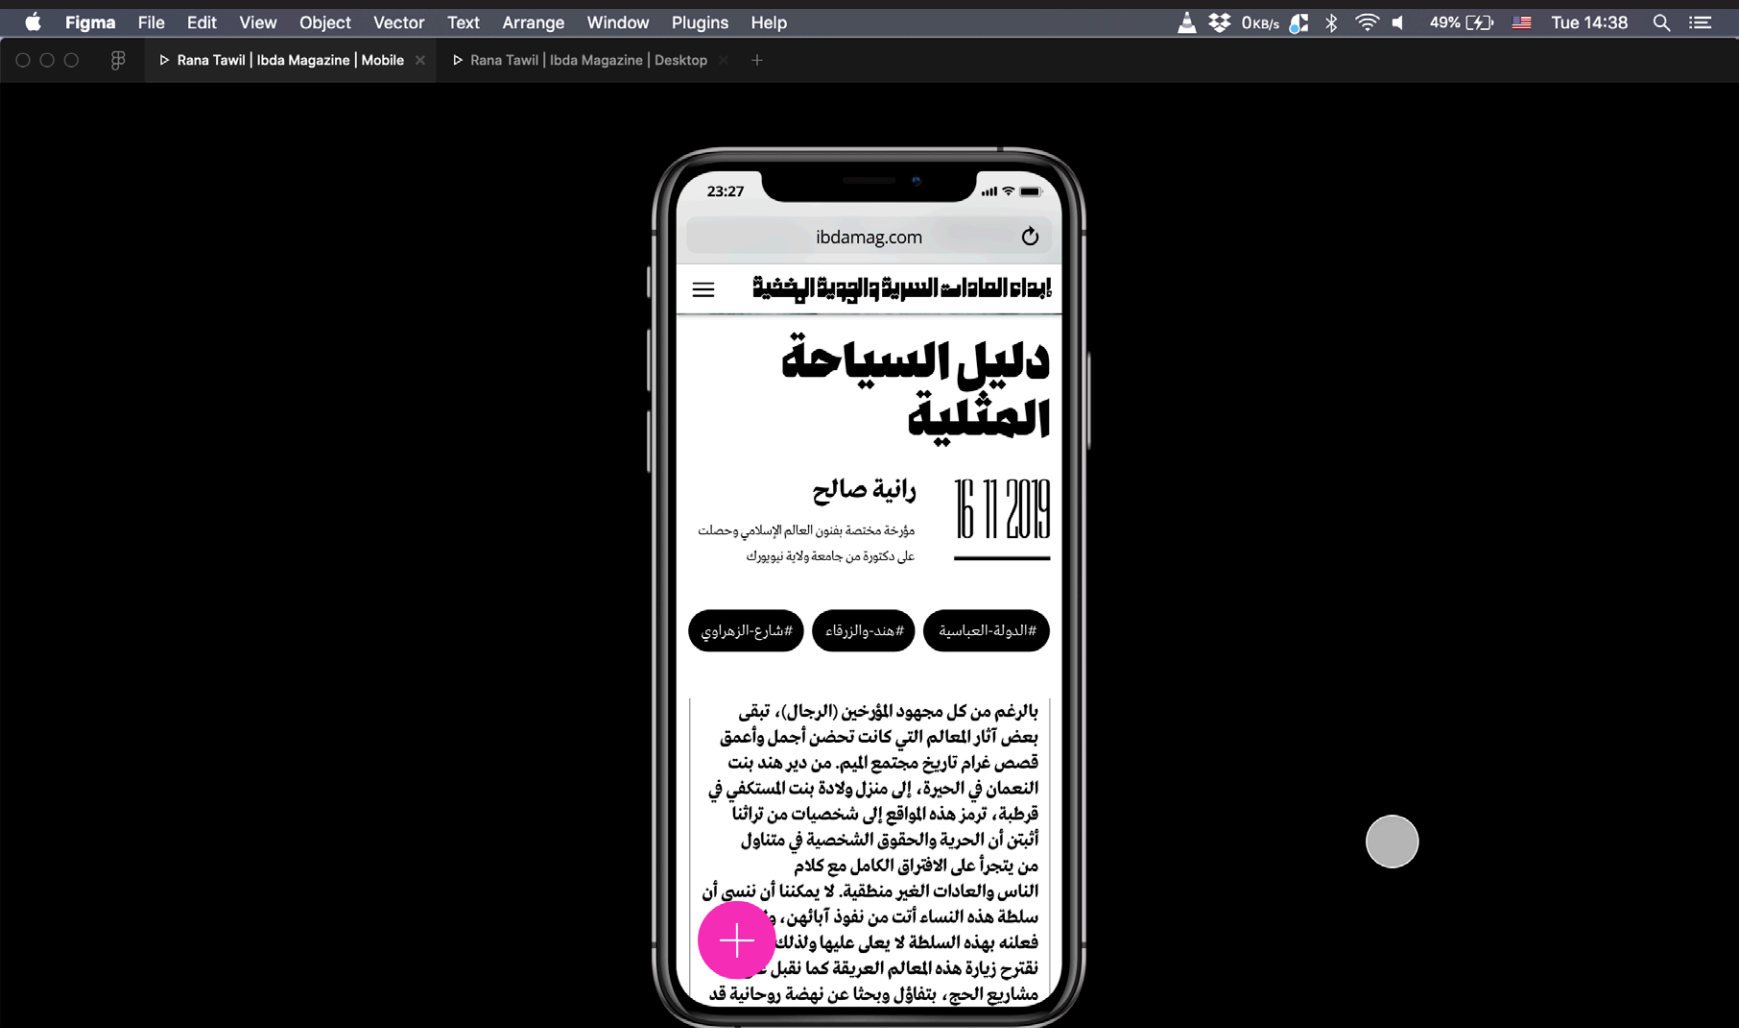 Figma File Edit View Object Vector Text Arrange Window Plugins Help
0KB/s 49% Tue 14:38
Rana Tawil | Ibda Magazine | Mobile
Rana Tawil | Ibda Magazine | Desktop
23:27
ibdamag.com
إبداء العادات السرية والجدية المخفية
دليل السياحة
المثلية
16 11 2019
رانية صالح
مؤرخة مختصة بفنون العالم الإسلامي وحصلت
على دكتورة من جامعة ولاية نيويورك
#الدولة-العباسية
#هند-والزرقاء
#شارع-الزهراوي
بالرغم من كل مجهود المؤرخين (الرجال)، تبقى
بعض آثار المعالم التي كانت تحضن أجمل وأعمق
قصص غرام تاريخ مجتمع الميم. من دير هند بنت
النعمان في الحيرة، إلى منزل ولادة بنت المستكفي في
قرطبة، ترمز هذه المواقع إلى شخصيات من تراثنا
أثبتن أن الحرية والحقوق الشخصية في متناول
من يتجرأ على الافتراق الكامل مع كلام
الناس والعادات الغير منطقية. لا يمكننا أن ننسى أن
سلطة هذه النساء أتت من نفوذ آبائهن،
فعلنه بهذه السلطة لا يعلى عليها ولذلك
نقترح زيارة هذه المعالم العريقة كما نقبل
مشاريع الحج، بتفاؤل وبحثا عن نهضة روحانية قد